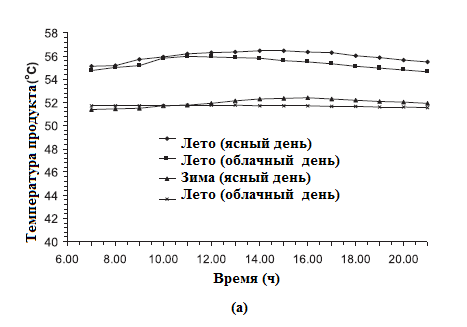 Температура продукта(°C)
58
56
54
52
50
48
46
44
42
40
Лето (ясный день)
Лето (облачный день)
Зима (ясный день)
Лето (облачный день)
6.00 8.00 10.00 12.00 14.00 16.00 18.00 20.00
Время (ч)
(а)